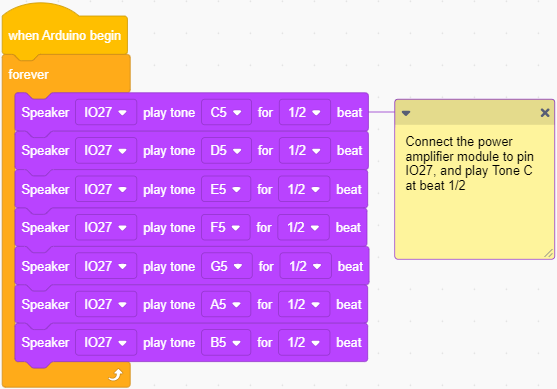 when Arduino begin
forever
Speaker IO27 play tone C5 for 1/2 beat
Speaker IO27 play tone D5 for 1/2 beat
Speaker IO27 play tone E5 for 1/2 beat
Speaker IO27 play tone F5 for 1/2 beat
Speaker IO27 play tone G5 for 1/2 beat
Speaker IO27 play tone A5 for 1/2 beat
Speaker IO27 play tone B5 for 1/2 beat
Connect the power
amplifier module to pin
IO27, and play Tone C
at beat 1/2